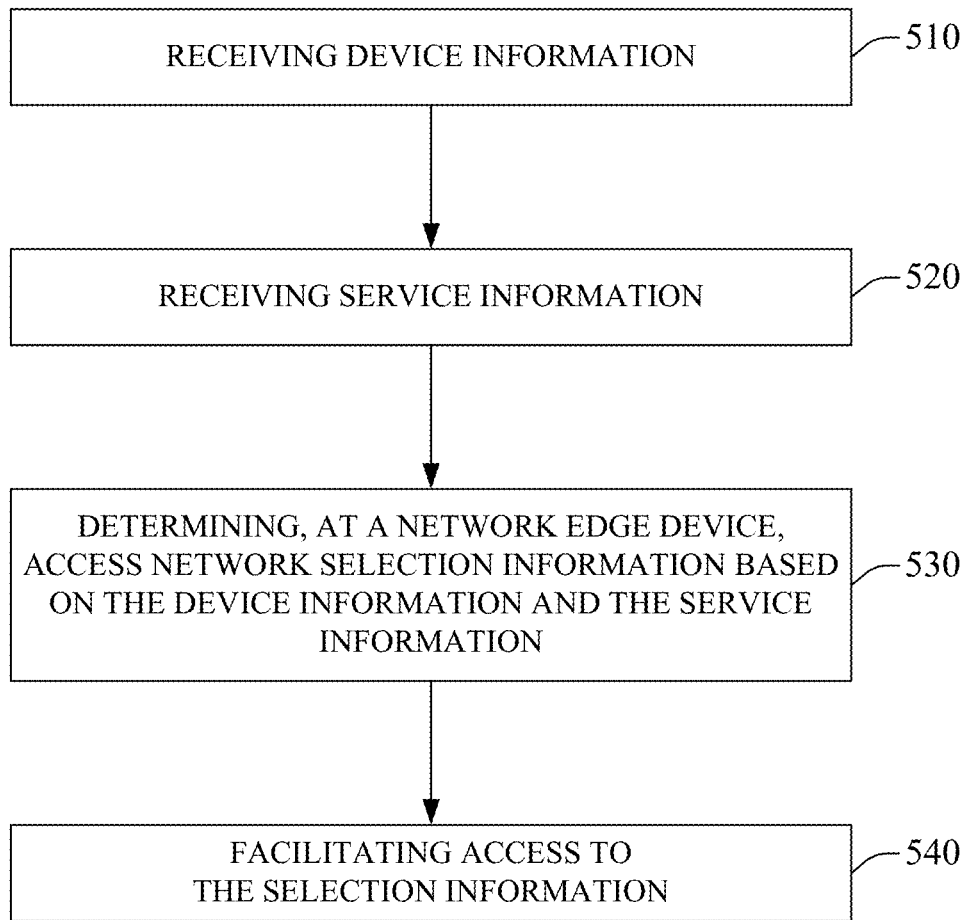 RECEIVING DEVICE INFORMATION
510
RECEIVING SERVICE INFORMATION
520
DETERMINING, AT A NETWORK EDGE DEVICE,
ACCESS NETWORK SELECTION INFORMATION BASED
ON THE DEVICE INFORMATION AND THE SERVICE
INFORMATION
530
FACILITATING ACCESS TO
THE SELECTION INFORMATION
540